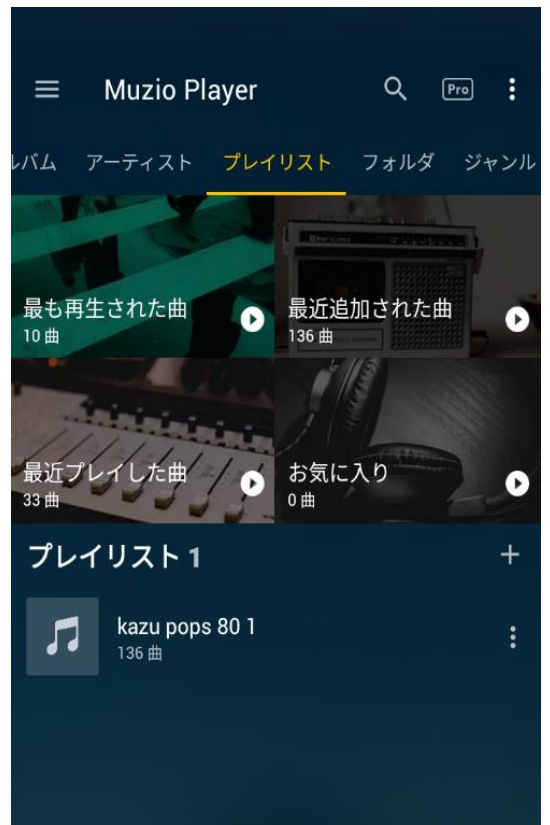 Muzio Player
Pro
ルバム アーティスト プレイリスト フォルダ ジャンル
最も再生された曲
10 曲
最近追加された曲
136 曲
最近プレイした曲
33 曲
お気に入り
0 曲
プレイリスト 1
kazu pops 80 1
136 曲